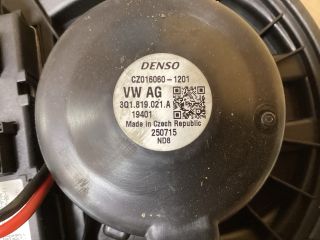 DENSO
CZ016060-1201
VW AG
3Q1.819.021.A
19401
Made in Czech Republic
250715
ND8